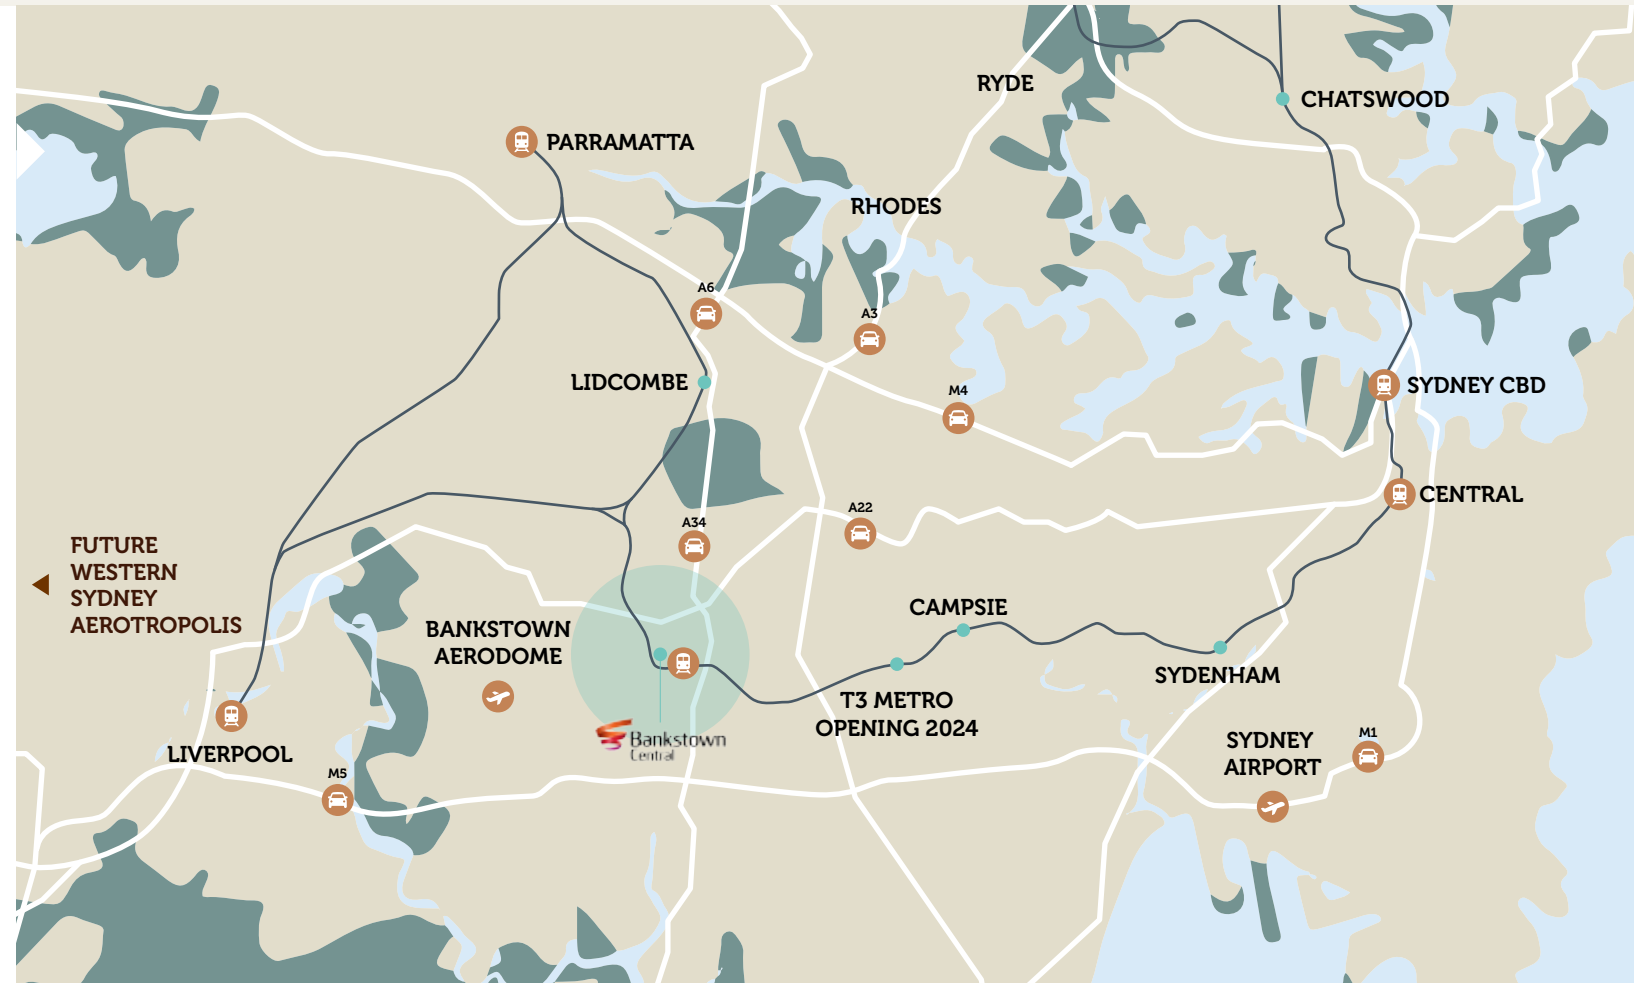 RYDE
CHATSWOOD
PARRAMATTA
RHODES
A6
A3
LIDCOMBE
M4
SYDNEY CBD
CENTRAL
A22
A34
FUTURE
WESTERN
SYDNEY
AEROTROPOLIS
CAMPSIE
BANKSTOWN
AERODOME
SYDENHAM
T3 METRO
OPENING 2024
Bankstown
Central
LIVERPOOL
SYDNEY
AIRPORT
M1
M5